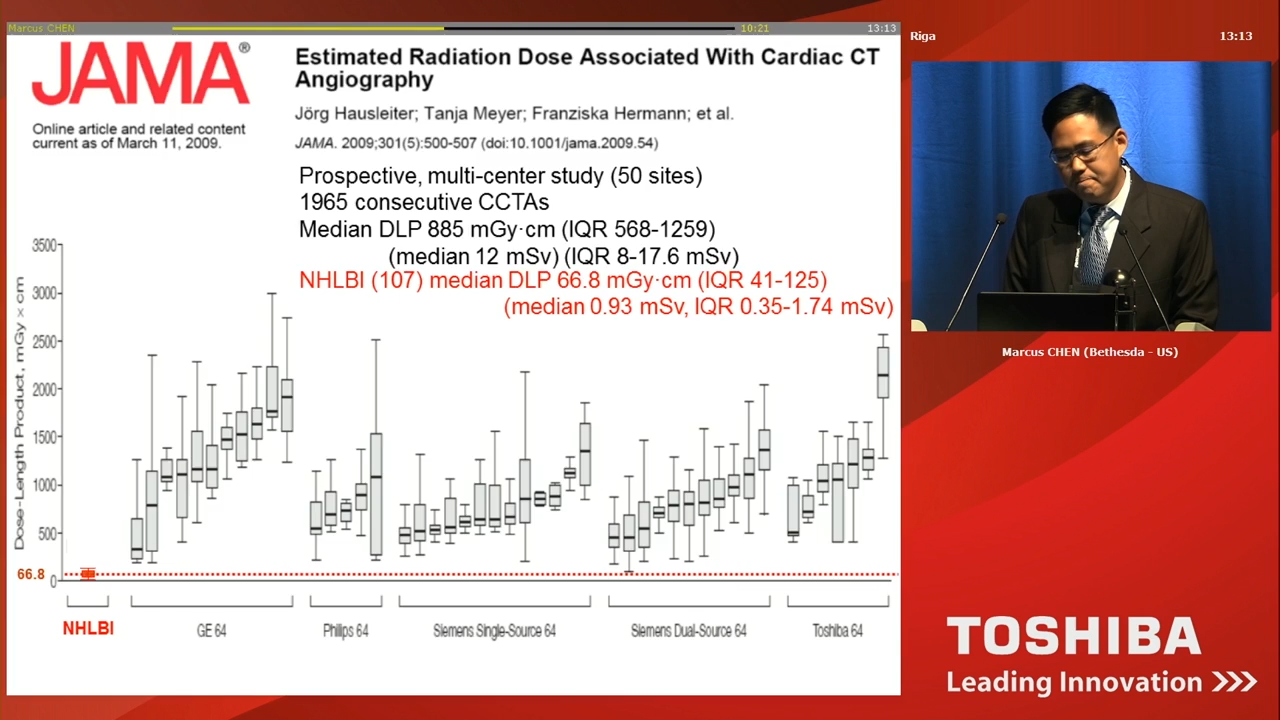 Marcus CHEN
10:21
13:13
JAMA®
Online article and related content
current as of March 11, 2009.
Estimated Radiation Dose Associated With Cardiac CT
Angiography
Jörg Hausleiter; Tanja Meyer; Franziska Hermann; et al.
JAMA. 2009;301(5):500-507 (doi:10.1001/jama.2009.54)
Prospective, multi-center study (50 sites)
1965 consecutive CCTAs
Median DLP 885 mGy·cm (IQR 568-1259)
(median 12 mSv) (IQR 8-17.6 mSv)
NHLBI (107) median DLP 66.8 mGy·cm (IQR 41-125)
(median 0.93 mSv, IQR 0.35-1.74 mSv)
Dose-Length Product, mGy × cm
3500
3000
2500
2000
1500
1000
500
0
66.8
NHLBI
GE 64
Philips 64
Siemens Single-Source 64
Siemens Dual-Source 64
Toshiba 64
Riga
13:13
Marcus CHEN (Bethesda - US)
TOSHIBA
Leading Innovation >>>